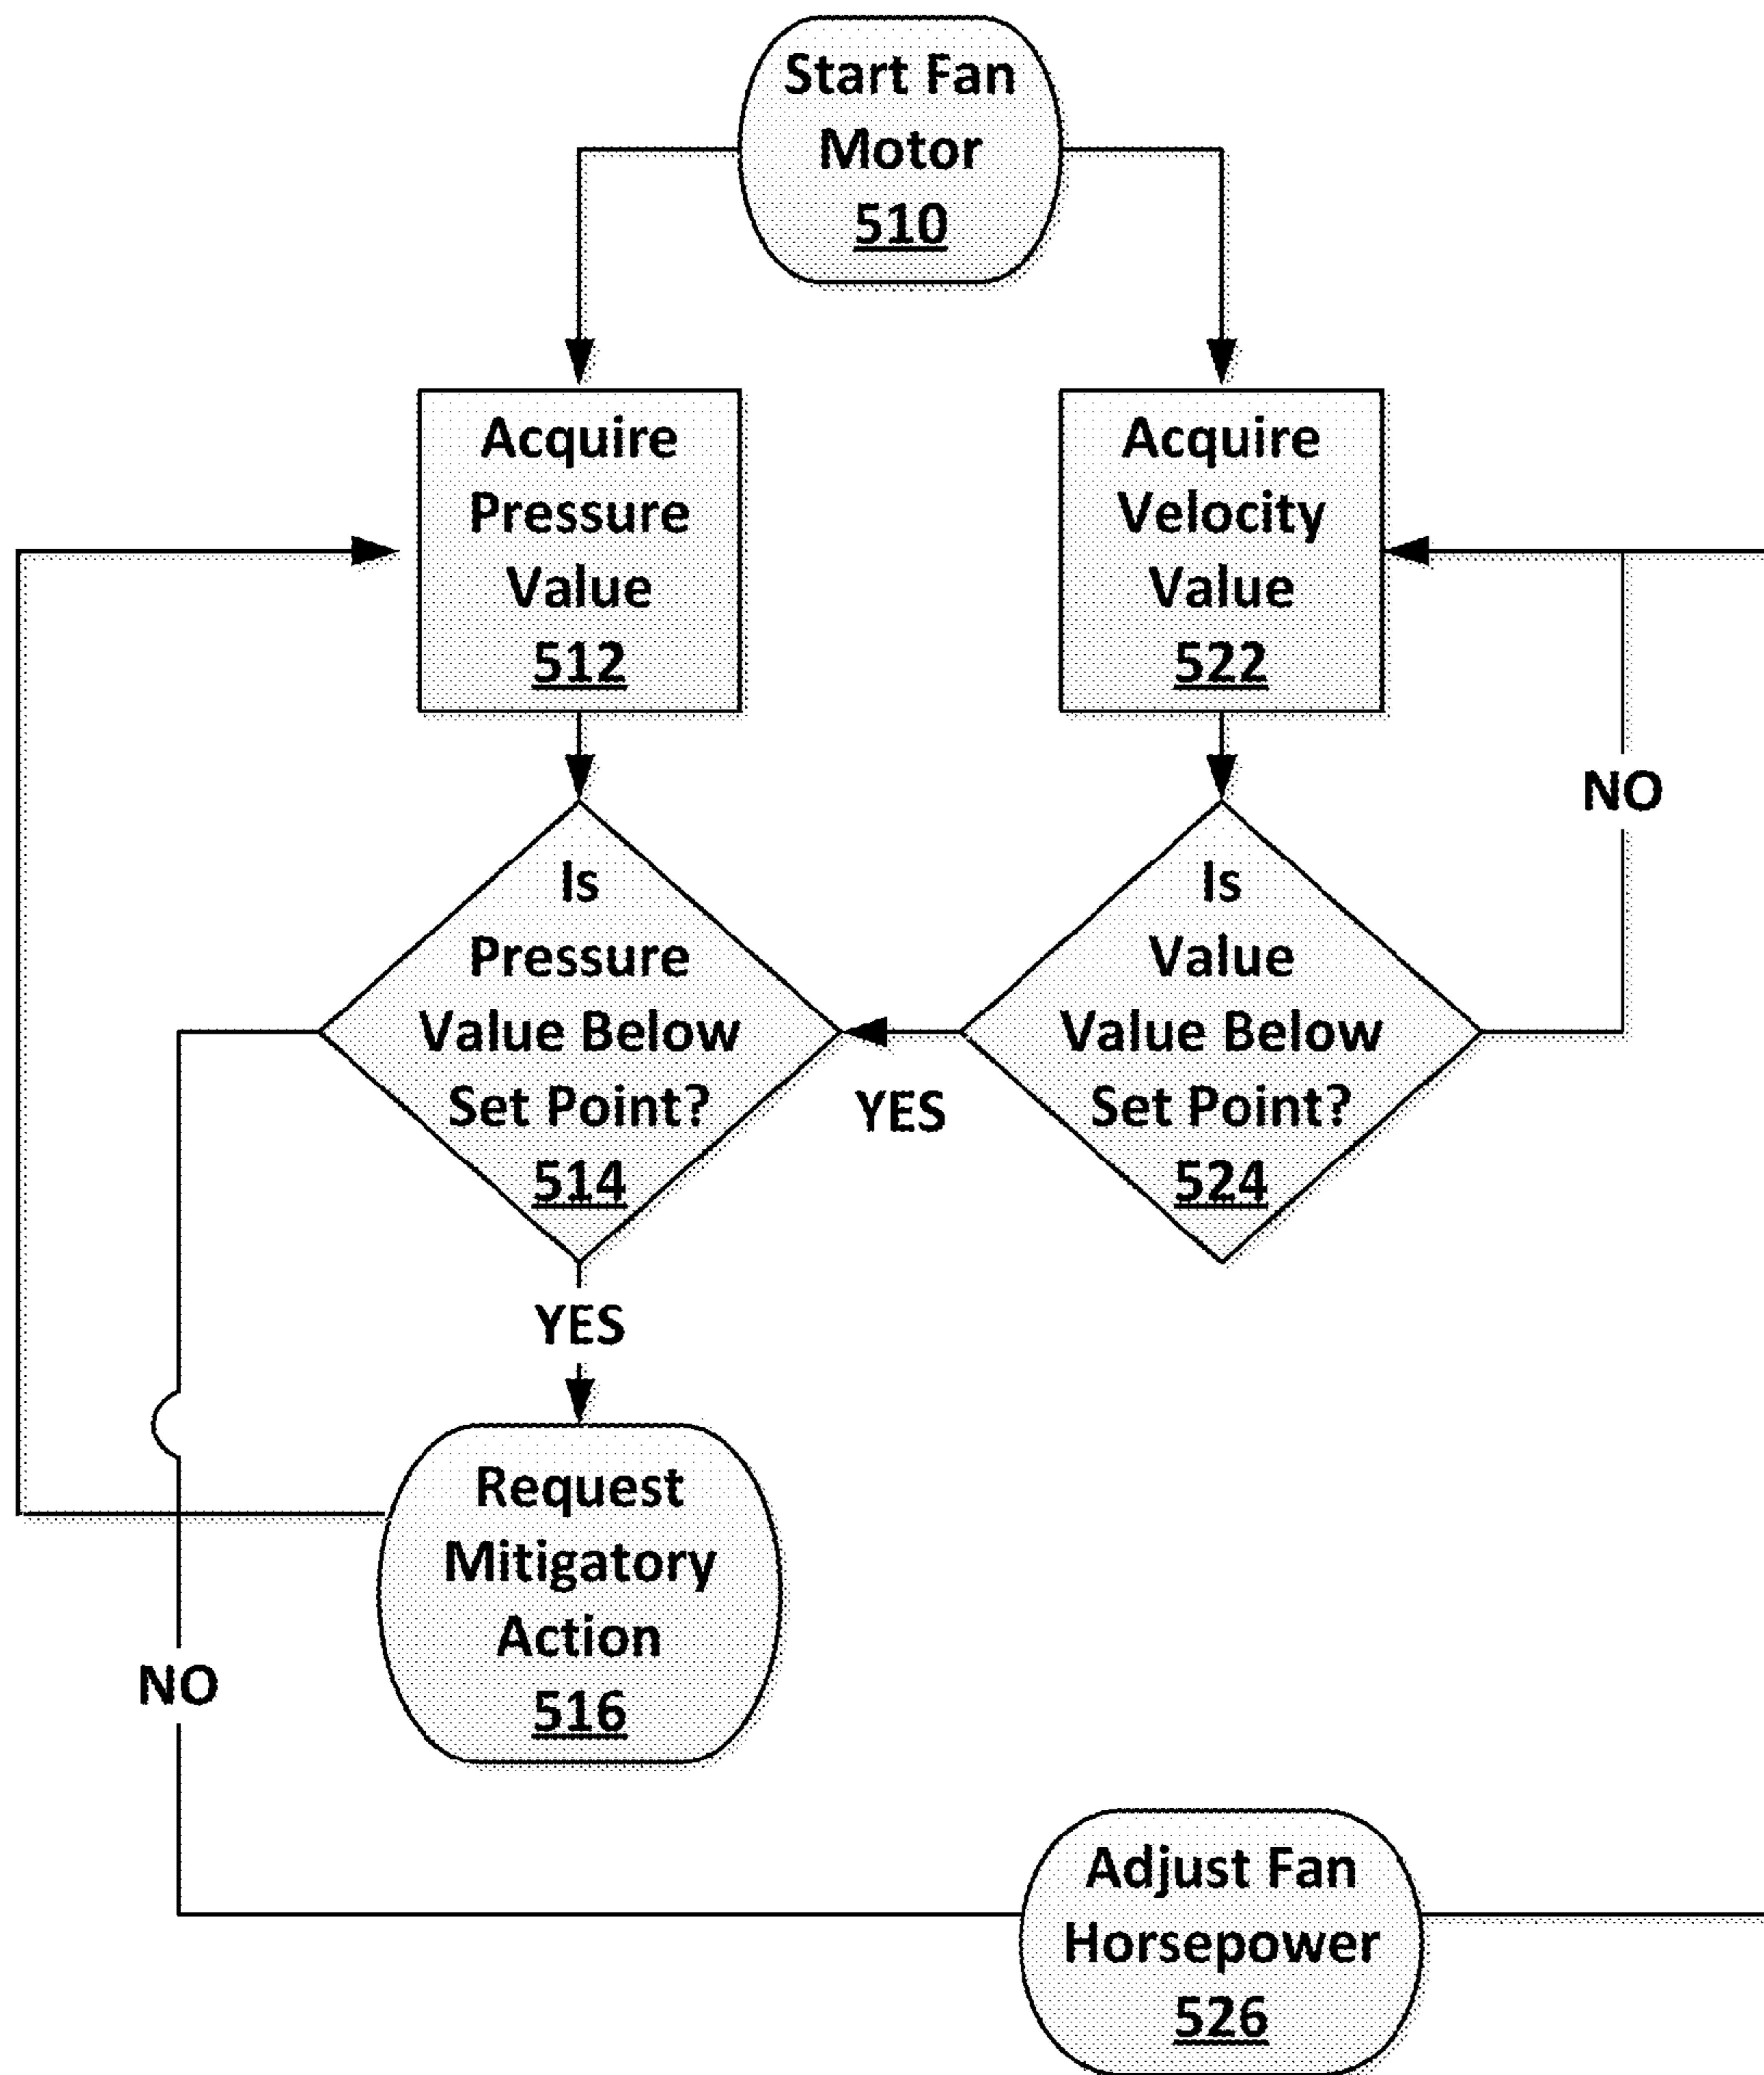 Start Fan
Motor
510
Acquire
Pressure
Value
512
Acquire
Velocity
Value
522
NO
Is
Pressure
Value Below
Set Point?
514
YES
Is
Value
Value Below
Set Point?
524
YES
Request
Mitigatory
Action
516
NO
Adjust Fan
Horsepower
526